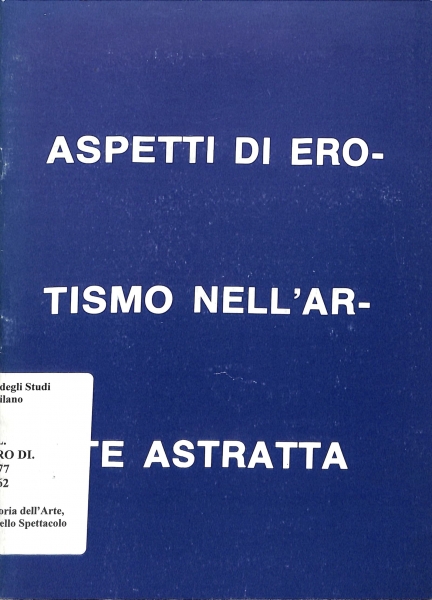 ASPETTI DI ERO-
TISMO NELL'AR-
TE ASTRATTA
degli Studi
ilano
RO DI.
77
62
oria dell'Arte,
ello Spettacolo